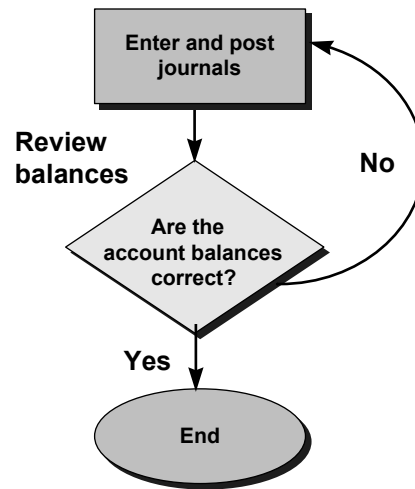 Enter and post
journals
Review
balances
No
Are the
account balances
correct?
Yes
End